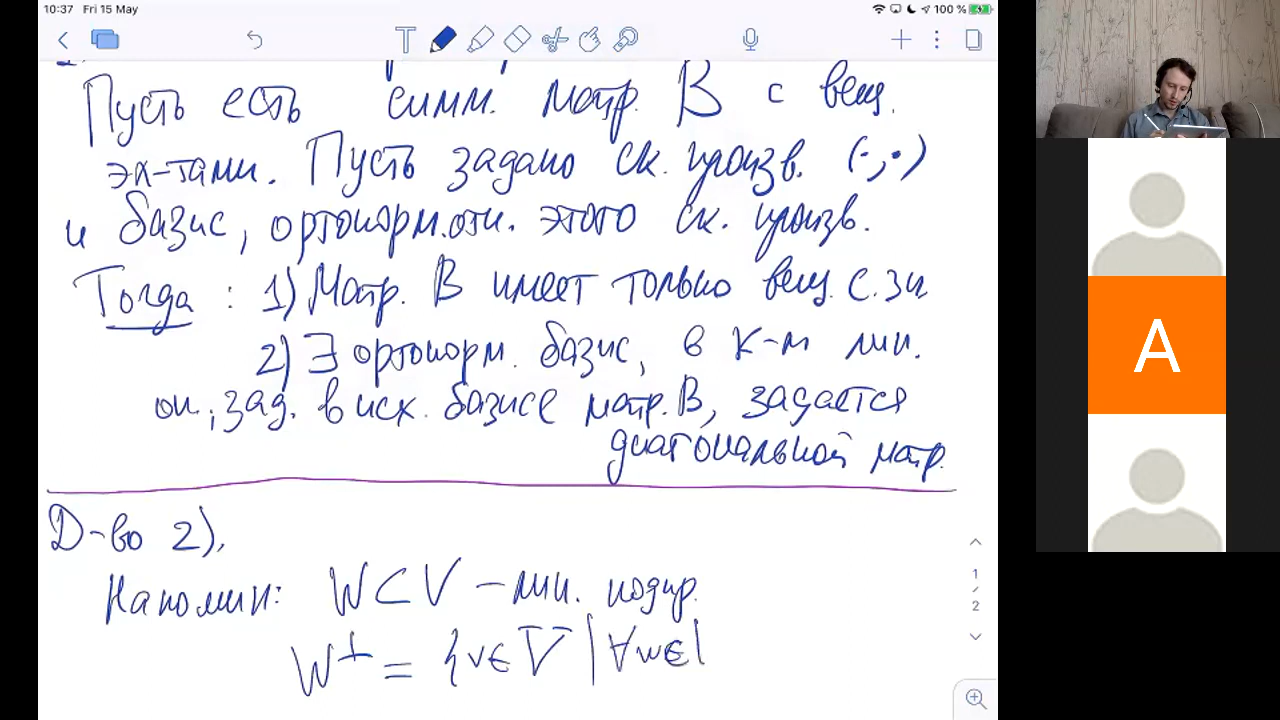 10:37 Fri 15 May
100 %
Пусть есть симм. матр. B с вещ.
эл-тами. Пусть задано ск. произв. (·,·)
и базис, ортонорм. отн. этого ск. произв.
Тогда: 1) Матр. B имеет только вещ. с. зн.
2) ∃ ортонорм. базис, в к-м лин.
оп., зад. в исх. базисе матр. B, задается
диагональной матр.
Д-во 2).
Напомин: W ⊂ V – лин. подпр.
W^⊥ = {v ∈ V | ∀w ∈
1
2
A